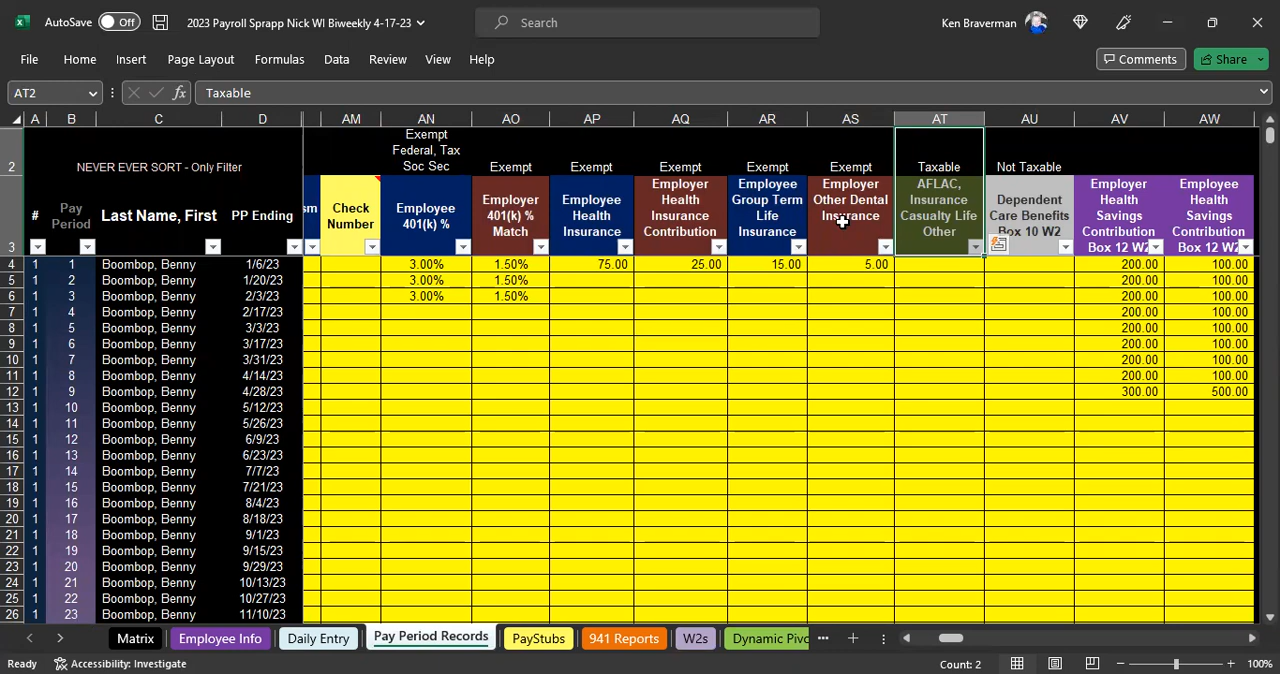 AutoSave Off 2023 Payroll Sprapp Nick WI Biweekly 4-17-23 Search Ken Braverman
File Home Insert Page Layout Formulas Data Review View Help Comments Share
AT2 fx Taxable
A B C D AM AN AO AP AQ AR AS AT AU AV AW
2 NEVER EVER SORT - Only Filter
Exempt
Federal, Tax
Soc Sec
Exempt Exempt Exempt Exempt Exempt Taxable Not Taxable
3 # Pay
Period
Last Name, First PP Ending
sm
Check
Number
Employee
401(k) %
Employer
401(k) %
Match
Employee
Health
Insurance
Employer
Health
Insurance
Contribution
Employee
Group Term
Life
Insurance
Employer
Other Dental
Insurance
AFLAC,
Insurance
Casualty Life
Other
Dependent
Care Benefits
Box 10 W2
Employer
Health
Savings
Contribution
Box 12 W2
Employee
Health
Savings
Contribution
Box 12 W2
4 1 1 Boombop, Benny 1/6/23 3.00% 1.50% 75.00 25.00 15.00 5.00 200.00 100.00
5 1 2 Boombop, Benny 1/20/23 3.00% 1.50% 200.00 100.00
6 1 3 Boombop, Benny 2/3/23 3.00% 1.50% 200.00 100.00
7 1 4 Boombop, Benny 2/17/23 200.00 100.00
8 1 5 Boombop, Benny 3/3/23 200.00 100.00
9 1 6 Boombop, Benny 3/17/23 200.00 100.00
10 1 7 Boombop, Benny 3/31/23 200.00 100.00
11 1 8 Boombop, Benny 4/14/23 200.00 100.00
12 1 9 Boombop, Benny 4/28/23 300.00 500.00
13 1 10 Boombop, Benny 5/12/23
14 1 11 Boombop, Benny 5/26/23
15 1 12 Boombop, Benny 6/9/23
16 1 13 Boombop, Benny 6/23/23
17 1 14 Boombop, Benny 7/7/23
18 1 15 Boombop, Benny 7/21/23
19 1 16 Boombop, Benny 8/4/23
20 1 17 Boombop, Benny 8/18/23
21 1 18 Boombop, Benny 9/1/23
22 1 19 Boombop, Benny 9/15/23
23 1 20 Boombop, Benny 9/29/23
24 1 21 Boombop, Benny 10/13/23
25 1 22 Boombop, Benny 10/27/23
26 1 23 Boombop, Benny 11/10/23
Matrix Employee Info Daily Entry Pay Period Records PayStubs 941 Reports W2s Dynamic Pivo
Ready Accessibility: Investigate Count: 2 100%